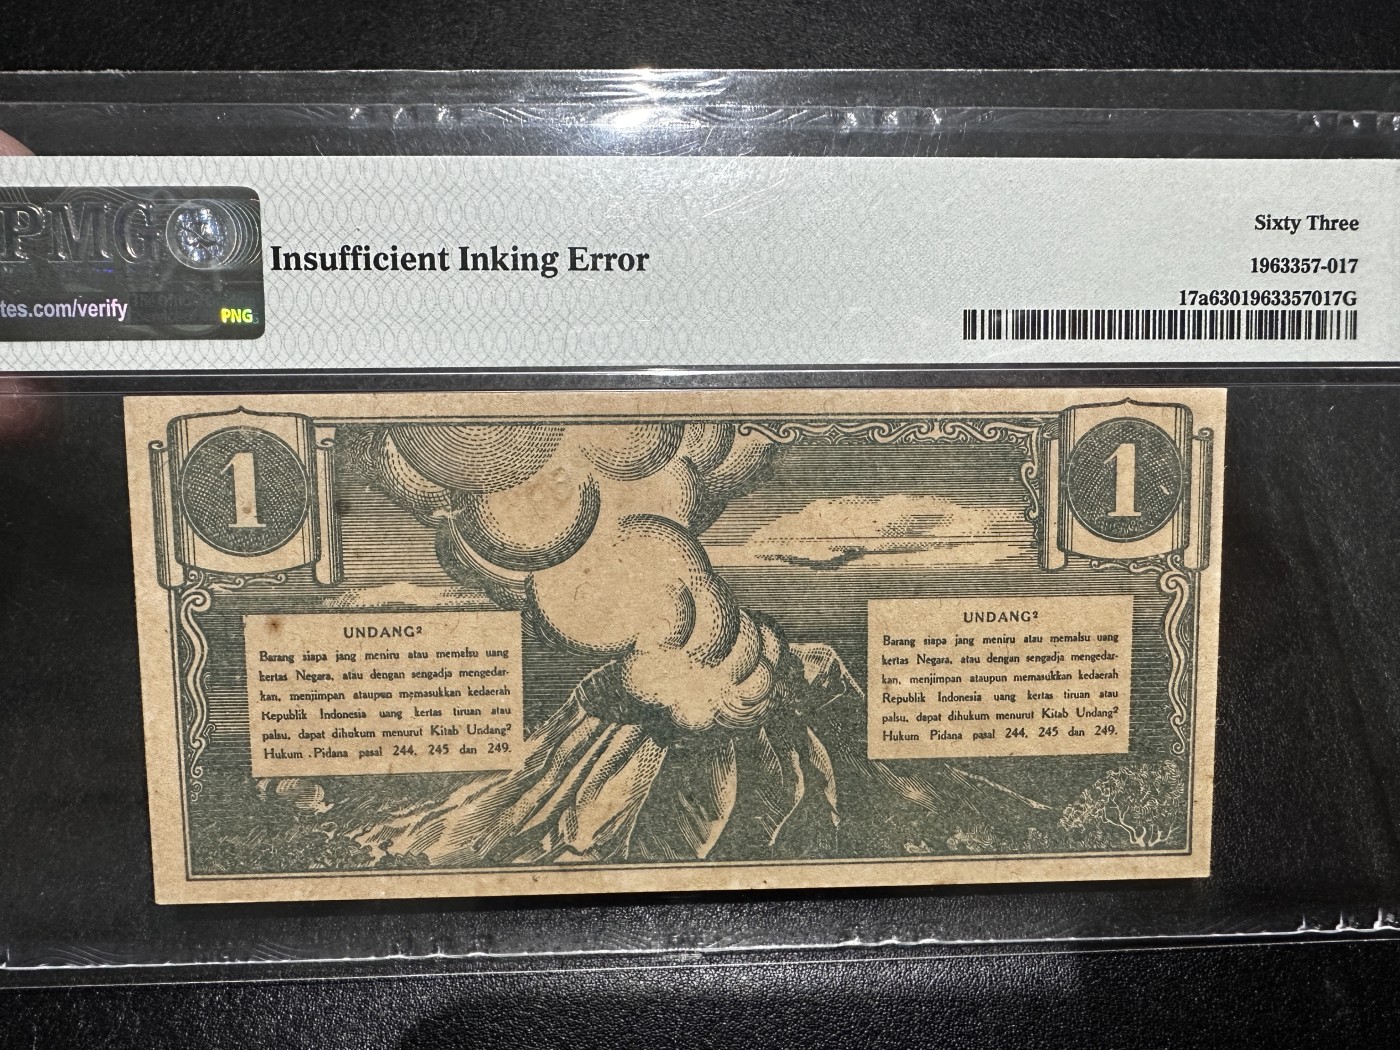 PMG
Insufficient Inking Error
tes.com/verify
PNG
Sixty Three
1963357-017
17a6301963357017G
1
1
UNDANG²
Barang siapa jang meniru atau memalsu uang
kertas Negara, atau dengan sengadja mengedar-
kan, menjimpan ataupun memasukkan kedaerah
Republik Indonesia uang kertas tiruan atau
palsu, dapat dihukum menurut Kitab Undang²
Hukum Pidana pasal 244, 245 dan 249.
UNDANG²
Barang siapa jang meniru atau memalsu uang
kertas Negara, atau dengan sengadja mengedar-
kan, menjimpan ataupun memasukkan kedaerah
Republik Indonesia uang kertas tiruan atau
palsu, dapat dihukum menurut Kitab Undang²
Hukum Pidana pasal 244, 245 dan 249.